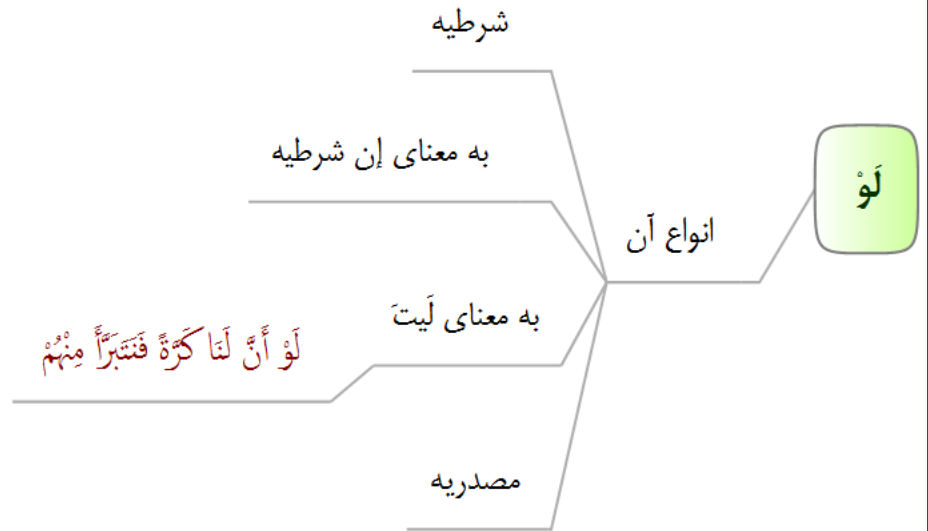 لَوْ
انواع آن
شرطیه
به معنای إن شرطیه
به معنای لَیتَ
لَوْ أَنَّ لَنَا كَرَّةً فَنَتَبَرَّأَ مِنْهُمْ
مصدریه